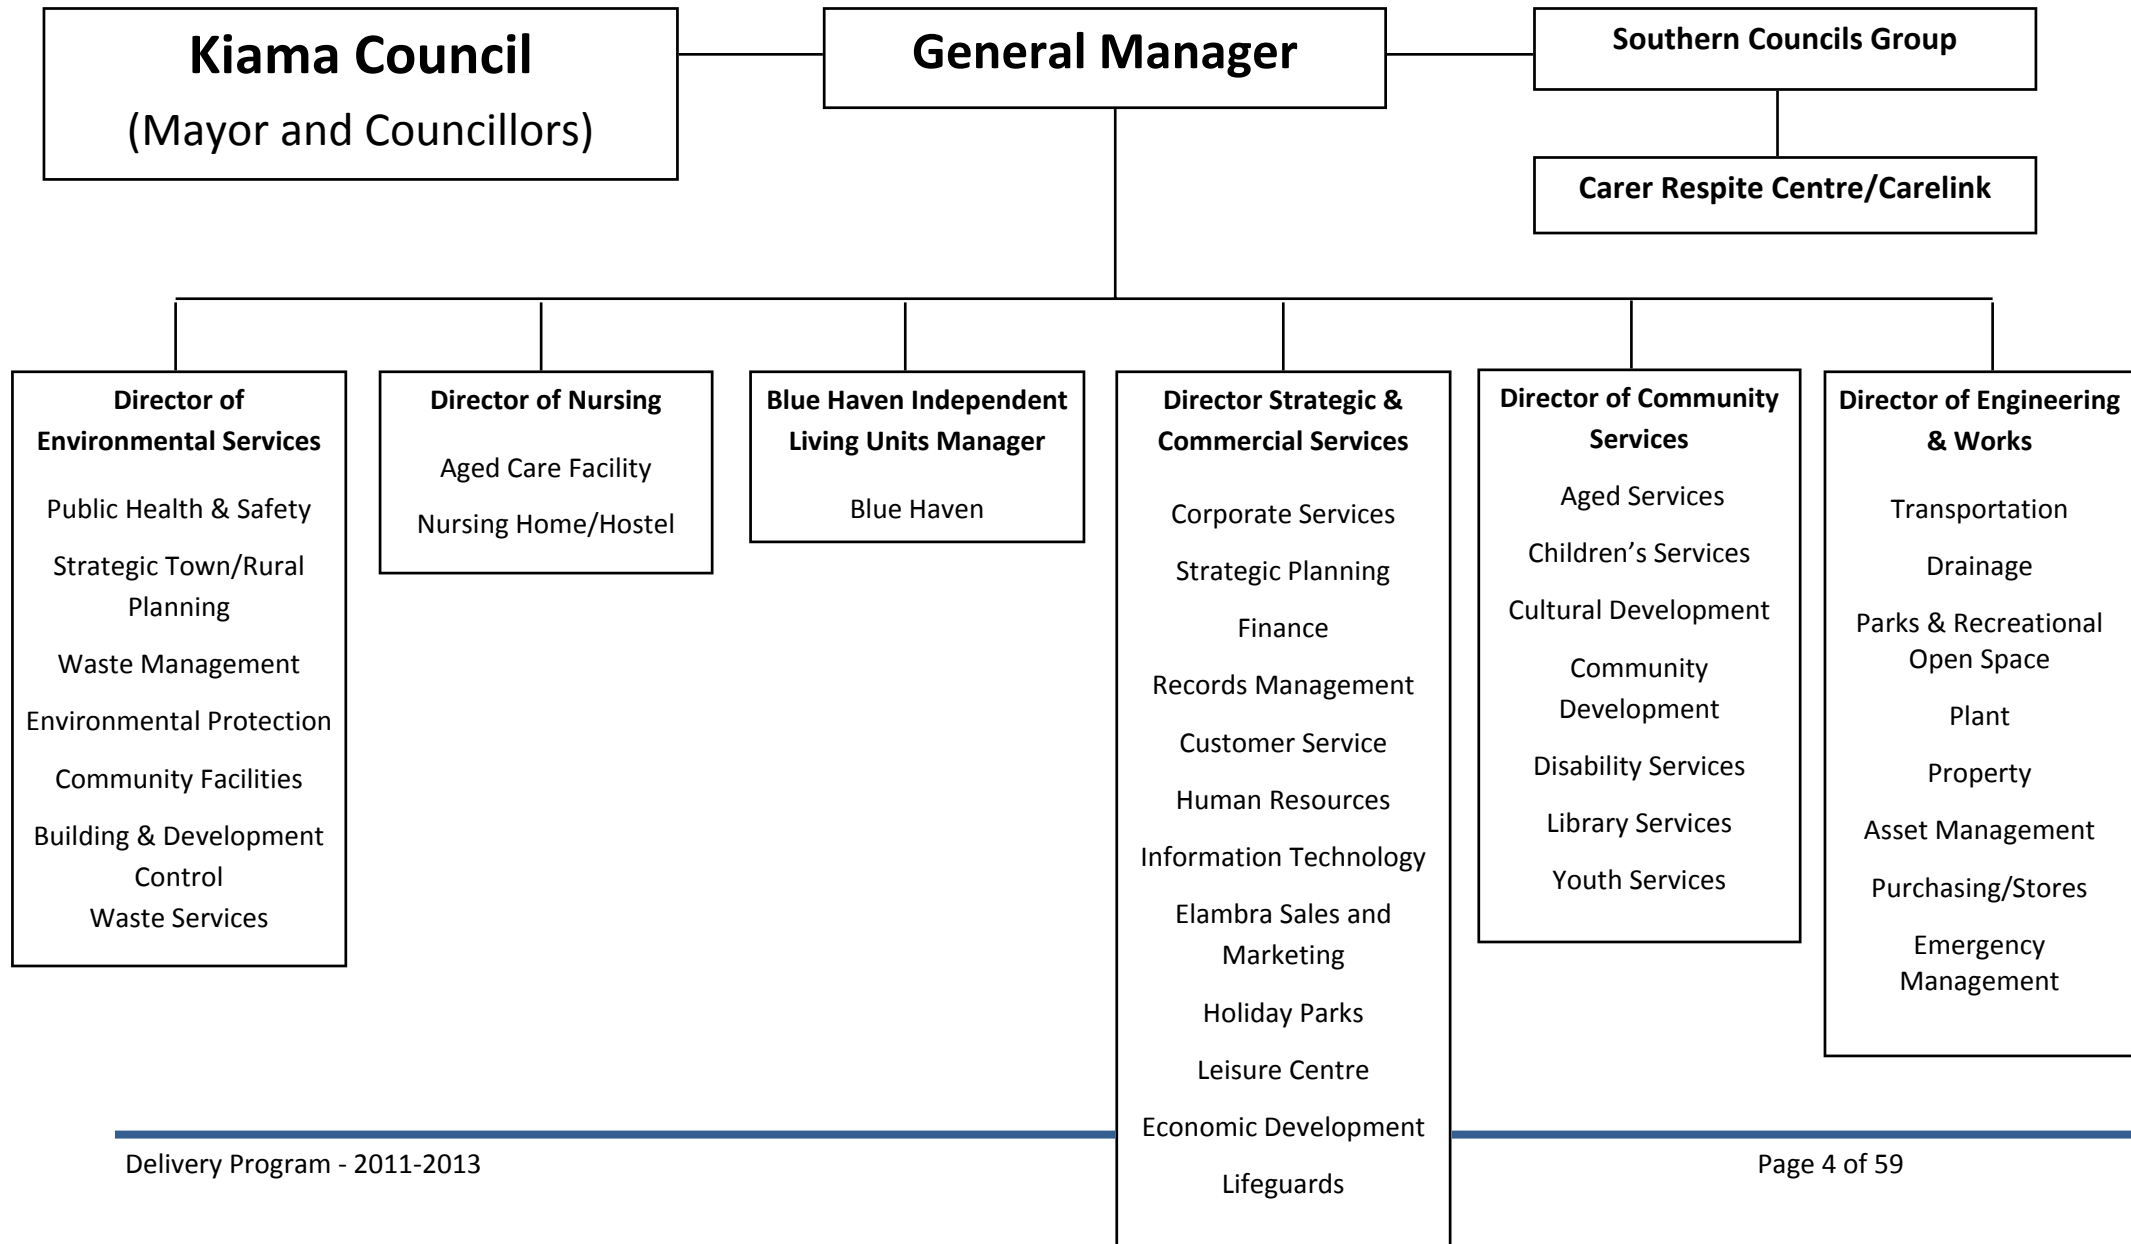 Kiama Council
(Mayor and Councillors)
General Manager
Southern Councils Group
Carer Respite Centre/Carelink
Director of
Environmental Services
Public Health & Safety
Strategic Town/Rural
Planning
Waste Management
Environmental Protection
Community Facilities
Building & Development
Control
Waste Services
Director of Nursing
Aged Care Facility
Nursing Home/Hostel
Blue Haven Independent
Living Units Manager
Blue Haven
Director Strategic &
Commercial Services
Corporate Services
Strategic Planning
Finance
Records Management
Customer Service
Human Resources
Information Technology
Elambra Sales and
Marketing
Holiday Parks
Leisure Centre
Economic Development
Lifeguards
Director of Community
Services
Aged Services
Children’s Services
Cultural Development
Community
Development
Disability Services
Library Services
Youth Services
Director of Engineering
& Works
Transportation
Drainage
Parks & Recreational
Open Space
Plant
Property
Asset Management
Purchasing/Stores
Emergency
Management
Delivery Program - 2011-2013
Page 4 of 59